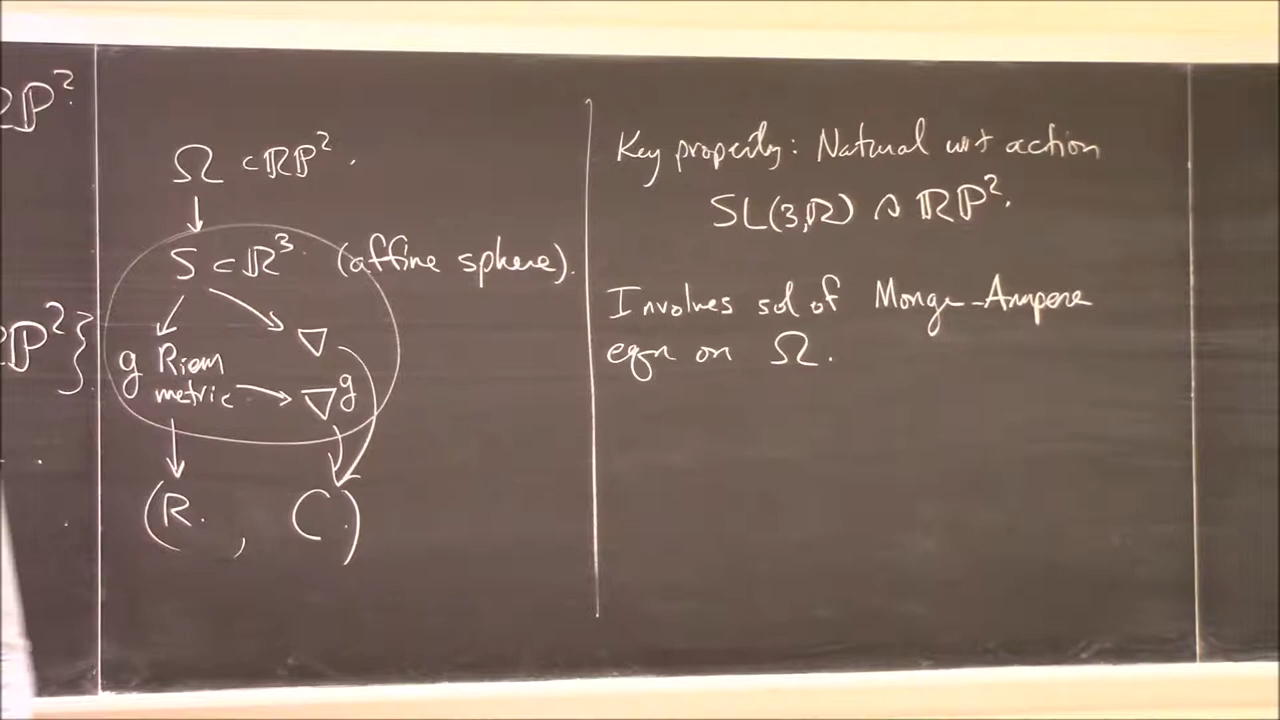 ℝP²
ℝP²}
Ω ⊂ ℝP².
↓
S ⊂ ℝ³ (affine sphere).
∇
g Riem
metric → ∇g
(R. , C.)
Key property: Natural wrt action
SL(3,ℝ) ↷ ℝP².
Involves sol of Monge-Ampere
eqn on Ω.